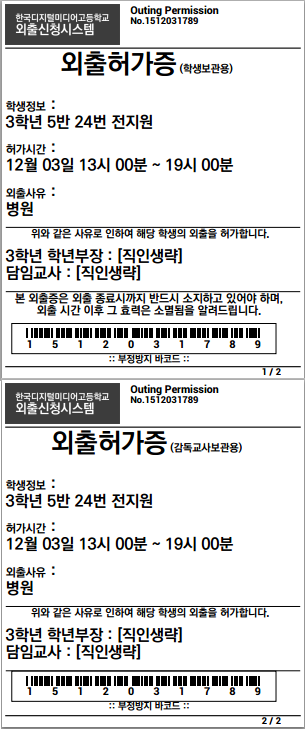 한국디지털미디어고등학교
외출신청시스템
Outing Permission
No.1512031789
외출허가증 (학생보관용)
학생정보 :
3학년 5반 24번 전지원
허가시간 :
12월 03일 13시 00분 ~ 19시 00분
외출사유 :
병원
위와 같은 사유로 인하여 해당 학생의 외출을 허가합니다.
3학년 학년부장 : [직인생략]
담임교사 : [직인생략]
본 외출증은 외출 종료시까지 반드시 소지하고 있어야 하며,
외출 시간 이후 그 효력은 소멸됨을 알려드립니다.
1 5 1 2 0 3 1 7 8 9
:: 부정방지 바코드 ::
1 / 2
한국디지털미디어고등학교
외출신청시스템
Outing Permission
No.1512031789
외출허가증 (감독교사보관용)
학생정보 :
3학년 5반 24번 전지원
허가시간 :
12월 03일 13시 00분 ~ 19시 00분
외출사유 :
병원
위와 같은 사유로 인하여 해당 학생의 외출을 허가합니다.
3학년 학년부장 : [직인생략]
담임교사 : [직인생략]
1 5 1 2 0 3 1 7 8 9
:: 부정방지 바코드 ::
2 / 2